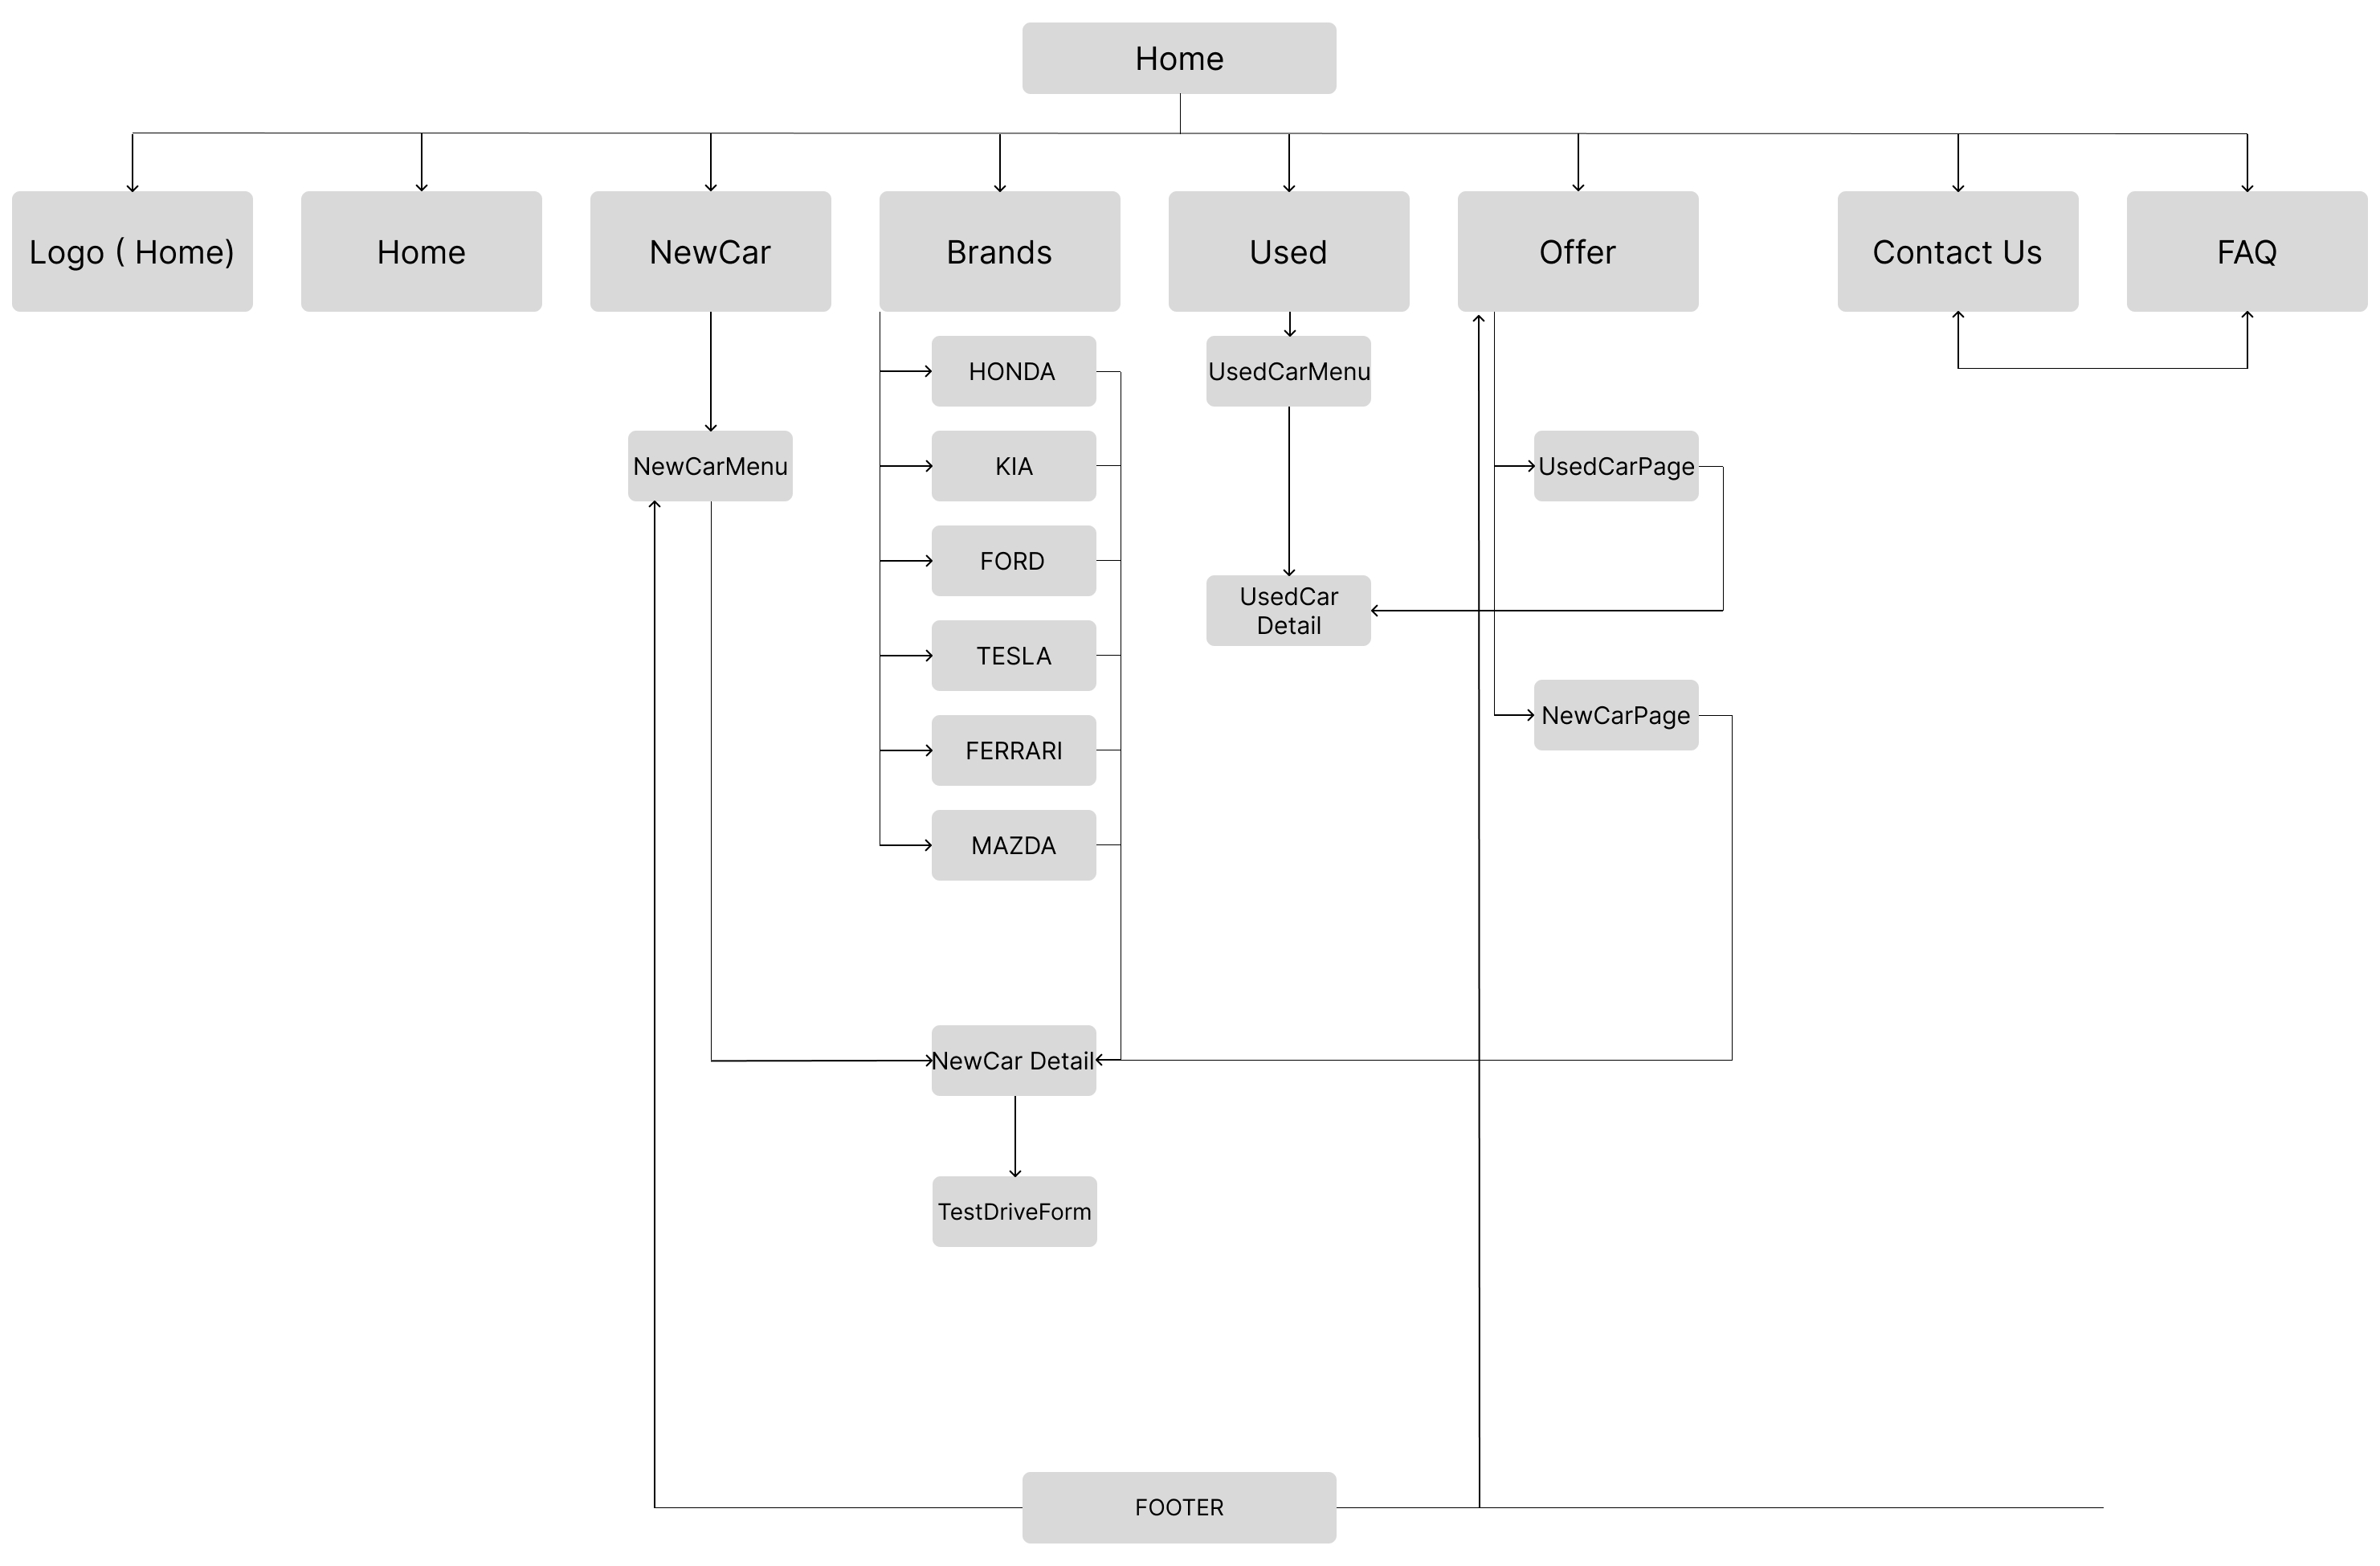 Home
Logo ( Home)
Home
NewCar
Brands
Used
Offer
Contact Us
FAQ
HONDA
UsedCarMenu
NewCarMenu
KIA
UsedCarPage
FORD
UsedCar
Detail
TESLA
NewCarPage
FERRARI
MAZDA
NewCar Detail
TestDriveForm
FOOTER